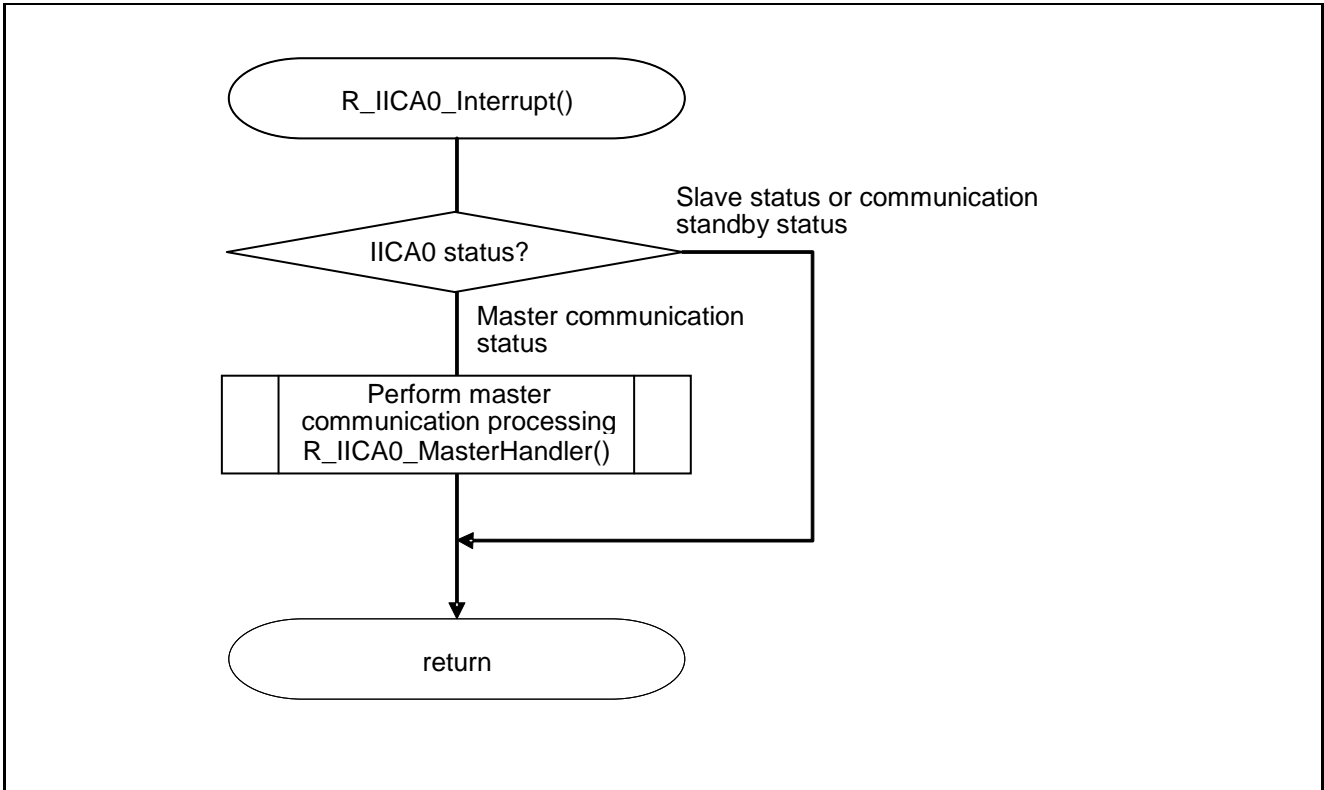 R_IICA0_Interrupt()
Slave status or communication
standby status
IICA0 status?
Master communication
status
Perform master
communication processing
R_IICA0_MasterHandler()
return